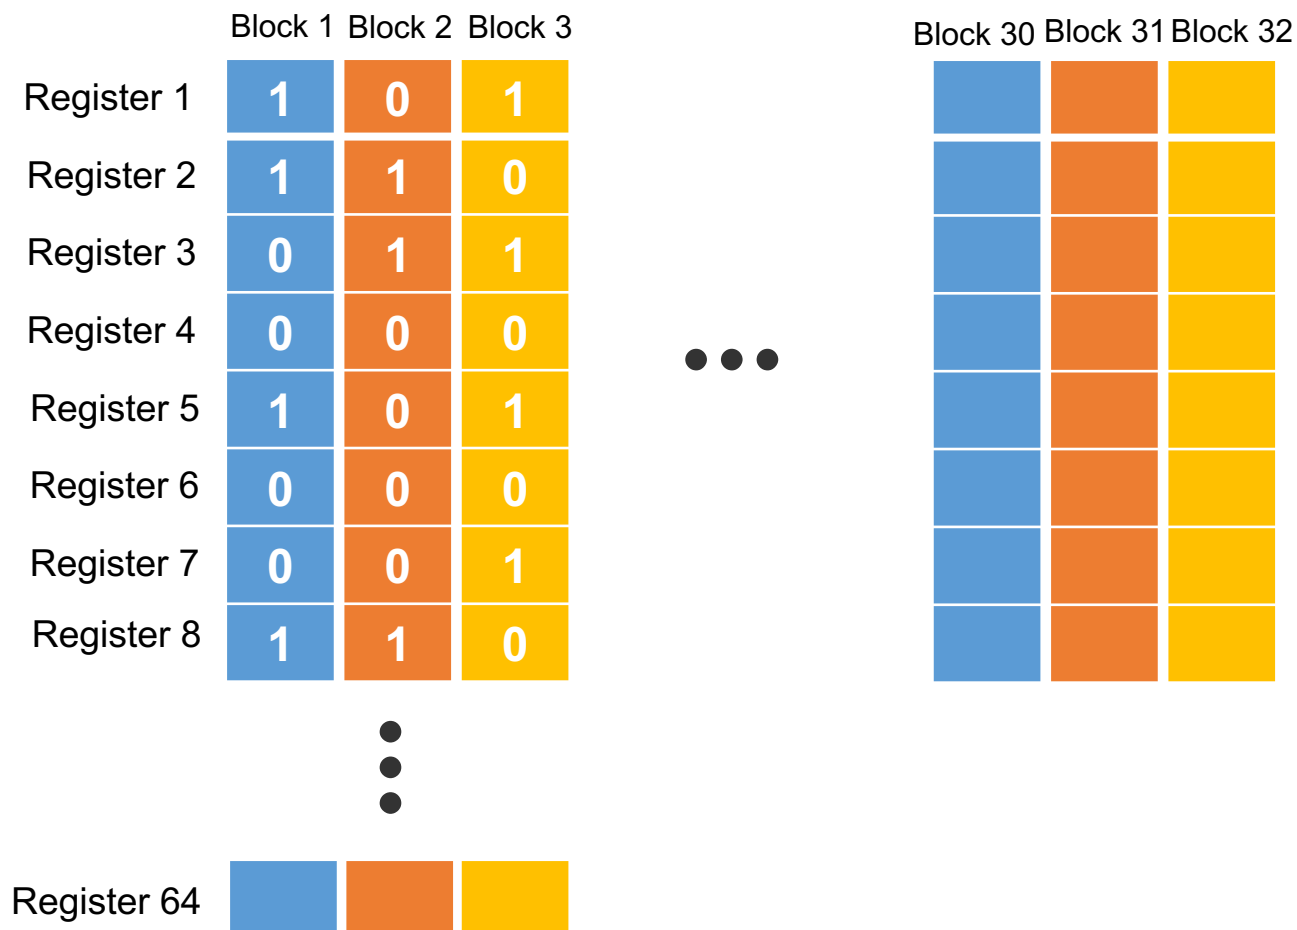 Block 1 Block 2 Block 3 Block 30 Block 31 Block 32
Register 1 1 0 1
Register 2 1 1 0
Register 3 0 1 1
Register 4 0 0 0
Register 5 1 0 1
Register 6 0 0 0
Register 7 0 0 1
Register 8 1 1 0
Register 64